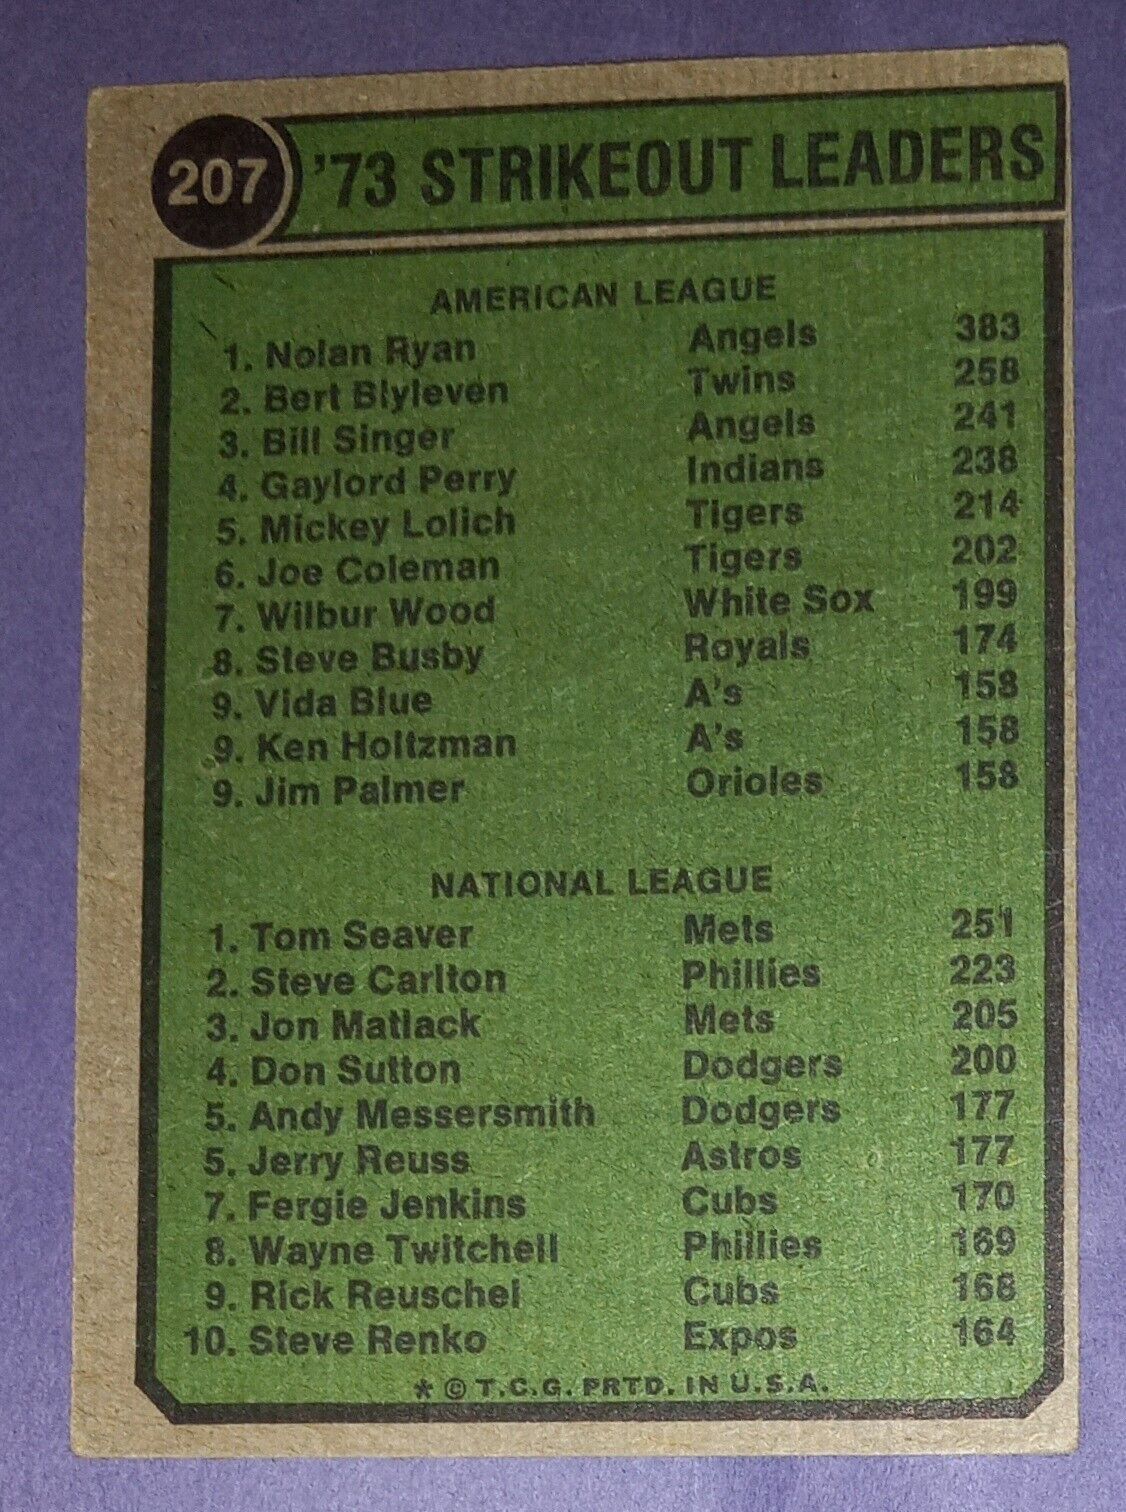 207 '73 STRIKEOUT LEADERS
AMERICAN LEAGUE
1. Nolan Ryan Angels 383
2. Bert Blyleven Twins 258
3. Bill Singer Angels 241
4. Gaylord Perry Indians 238
5. Mickey Lolich Tigers 214
6. Joe Coleman Tigers 202
7. Wilbur Wood White Sox 199
8. Steve Busby Royals 174
9. Vida Blue A's 158
9. Ken Holtzman A's 158
9. Jim Palmer Orioles 158
NATIONAL LEAGUE
1. Tom Seaver Mets 251
2. Steve Carlton Phillies 223
3. Jon Matlack Mets 205
4. Don Sutton Dodgers 200
5. Andy Messersmith Dodgers 177
5. Jerry Reuss Astros 177
7. Fergie Jenkins Cubs 170
8. Wayne Twitchell Phillies 169
9. Rick Reuschel Cubs 168
10. Steve Renko Expos 164
* © T.C.G. PRTD. IN U.S.A.